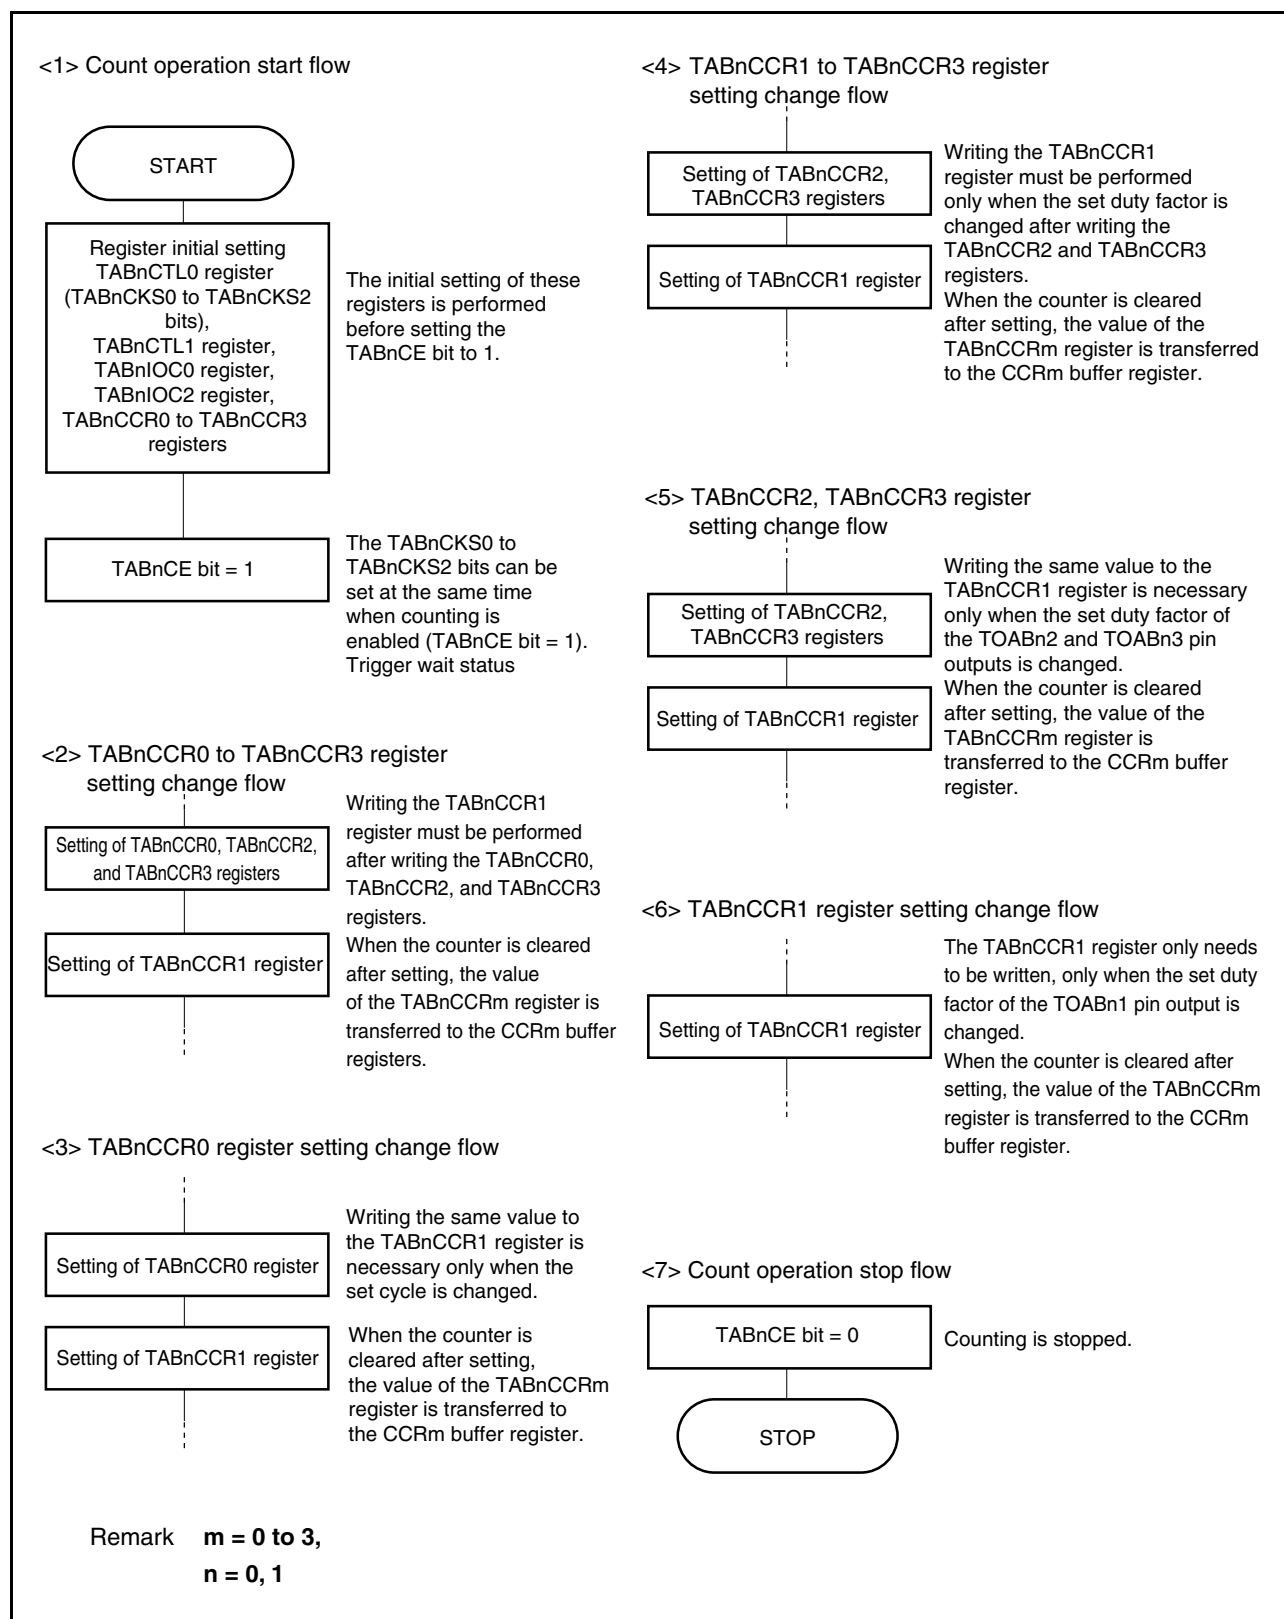 <1> Count operation start flow
START
Register initial setting
TABnCTL0 register
(TABnCKS0 to TABnCKS2
bits),
TABnCTL1 register,
TABnIOC0 register,
TABnIOC2 register,
TABnCCR0 to TABnCCR3
registers
The initial setting of these
registers is performed
before setting the
TABnCE bit to 1.
TABnCE bit = 1
The TABnCKS0 to
TABnCKS2 bits can be
set at the same time
when counting is
enabled (TABnCE bit = 1).
Trigger wait status
<2> TABnCCR0 to TABnCCR3 register
setting change flow
Setting of TABnCCR0, TABnCCR2,
and TABnCCR3 registers
Setting of TABnCCR1 register
Writing the TABnCCR1
register must be performed
after writing the TABnCCR0,
TABnCCR2, and TABnCCR3
registers.
When the counter is cleared
after setting, the value
of the TABnCCRm register is
transferred to the CCRm buffer
registers.
<3> TABnCCR0 register setting change flow
Setting of TABnCCR0 register
Writing the same value to
the TABnCCR1 register is
necessary only when the
set cycle is changed.
Setting of TABnCCR1 register
When the counter is
cleared after setting,
the value of the TABnCCRm
register is transferred to
the CCRm buffer register.
<4> TABnCCR1 to TABnCCR3 register
setting change flow
Setting of TABnCCR2,
TABnCCR3 registers
Setting of TABnCCR1 register
Writing the TABnCCR1
register must be performed
only when the set duty factor is
changed after writing the
TABnCCR2 and TABnCCR3
registers.
When the counter is cleared
after setting, the value of the
TABnCCRm register is transferred
to the CCRm buffer register.
<5> TABnCCR2, TABnCCR3 register
setting change flow
Setting of TABnCCR2,
TABnCCR3 registers
Setting of TABnCCR1 register
Writing the same value to the
TABnCCR1 register is necessary
only when the set duty factor of
the TOABn2 and TOABn3 pin
outputs is changed.
When the counter is cleared
after setting, the value of the
TABnCCRm register is
transferred to the CCRm buffer
register.
<6> TABnCCR1 register setting change flow
Setting of TABnCCR1 register
The TABnCCR1 register only needs
to be written, only when the set duty
factor of the TOABn1 pin output is
changed.
When the counter is cleared after
setting, the value of the TABnCCRm
register is transferred to the CCRm
buffer register.
<7> Count operation stop flow
TABnCE bit = 0
Counting is stopped.
STOP
Remark m = 0 to 3,
n = 0, 1